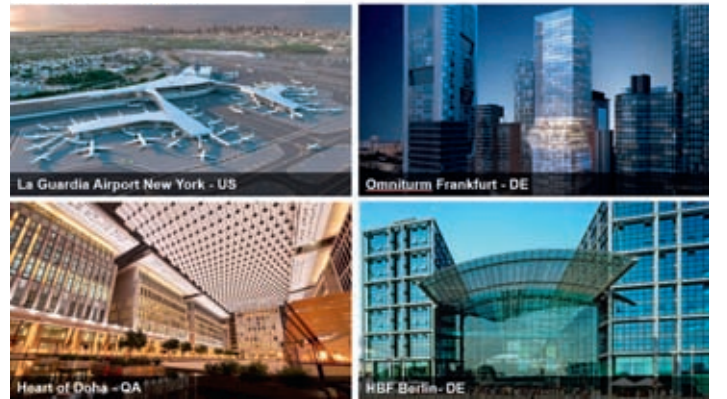 La Guardia Airport New York - US
Omniturm Frankfurt - DE
Heart of Doha - QA
HBF Berlin- DE